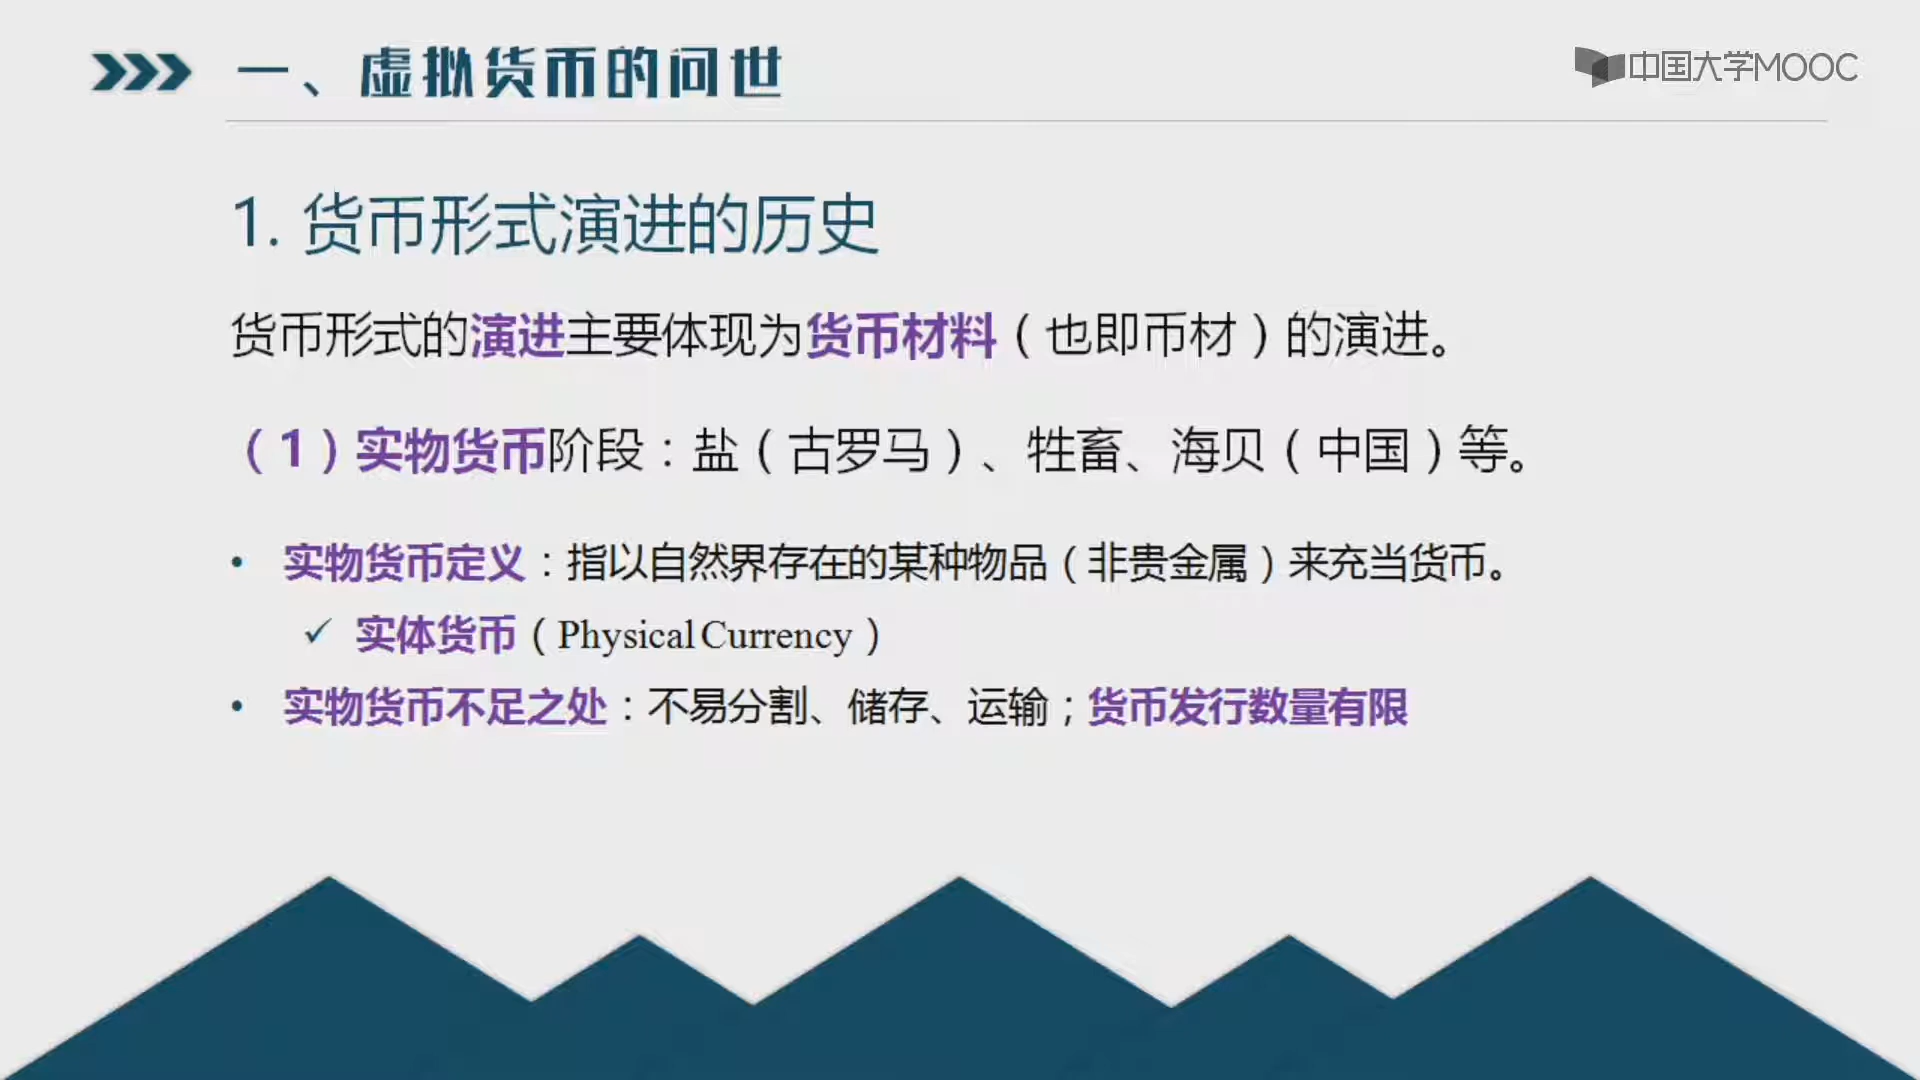 一、虚拟货币的问世
中国大学MOOC
1. 货币形式演进的历史
货币形式的演进主要体现为货币材料（也即币材）的演进。
（1）实物货币阶段：盐（古罗马）、牲畜、海贝（中国）等。
• 实物货币定义：指以自然界存在的某种物品（非贵金属）来充当货币。
✓ 实体货币（Physical Currency）
• 实物货币不足之处：不易分割、储存、运输；货币发行数量有限